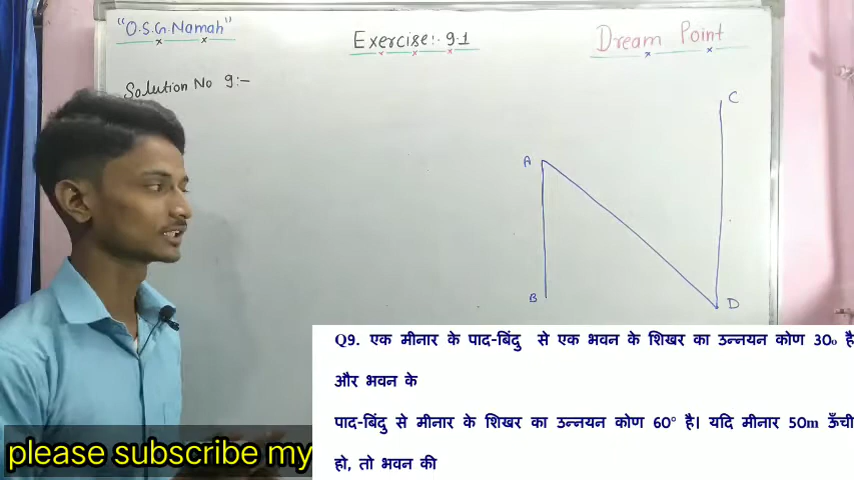 "O.S.G.Namah"
Exercise:- 9.1
Dream Point
Solution No 9:-
C
A
B
D
Q9. एक मीनार के पाद-बिंदु से एक भवन के शिखर का उन्नयन कोण 30० है
और भवन के
पाद-बिंदु से मीनार के शिखर का उन्नयन कोण 60° है। यदि मीनार 50m ऊँची
हो, तो भवन की
please subscribe my